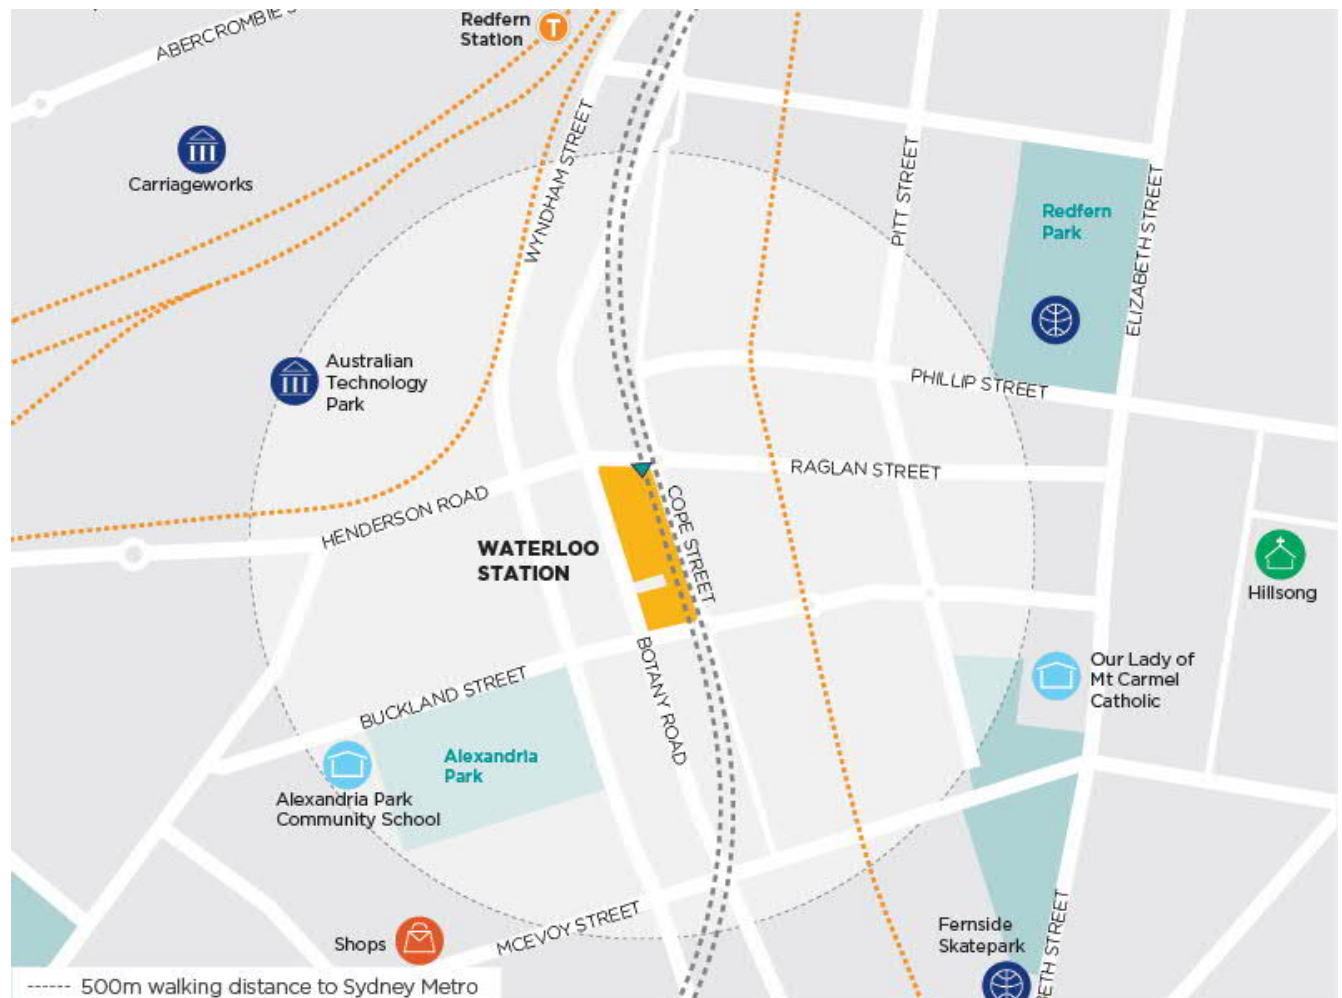 ABERCROMBIE
Redfern
Station
T
Carriageworks
WYNDHAM STREET
PITT STREET
Redfern
Park
ELIZABETH STREET
Australian
Technology
Park
PHILLIP STREET
RAGLAN STREET
HENDERSON ROAD
COPE STREET
WATERLOO
STATION
Hillsong
BOTANY ROAD
Our Lady of
Mt Carmel
Catholic
BUCKLAND STREET
Alexandria
Park
Alexandria Park
Community School
Shops
MCEVOY STREET
Fernside
Skatepark
ETH STREET
500m walking distance to Sydney Metro